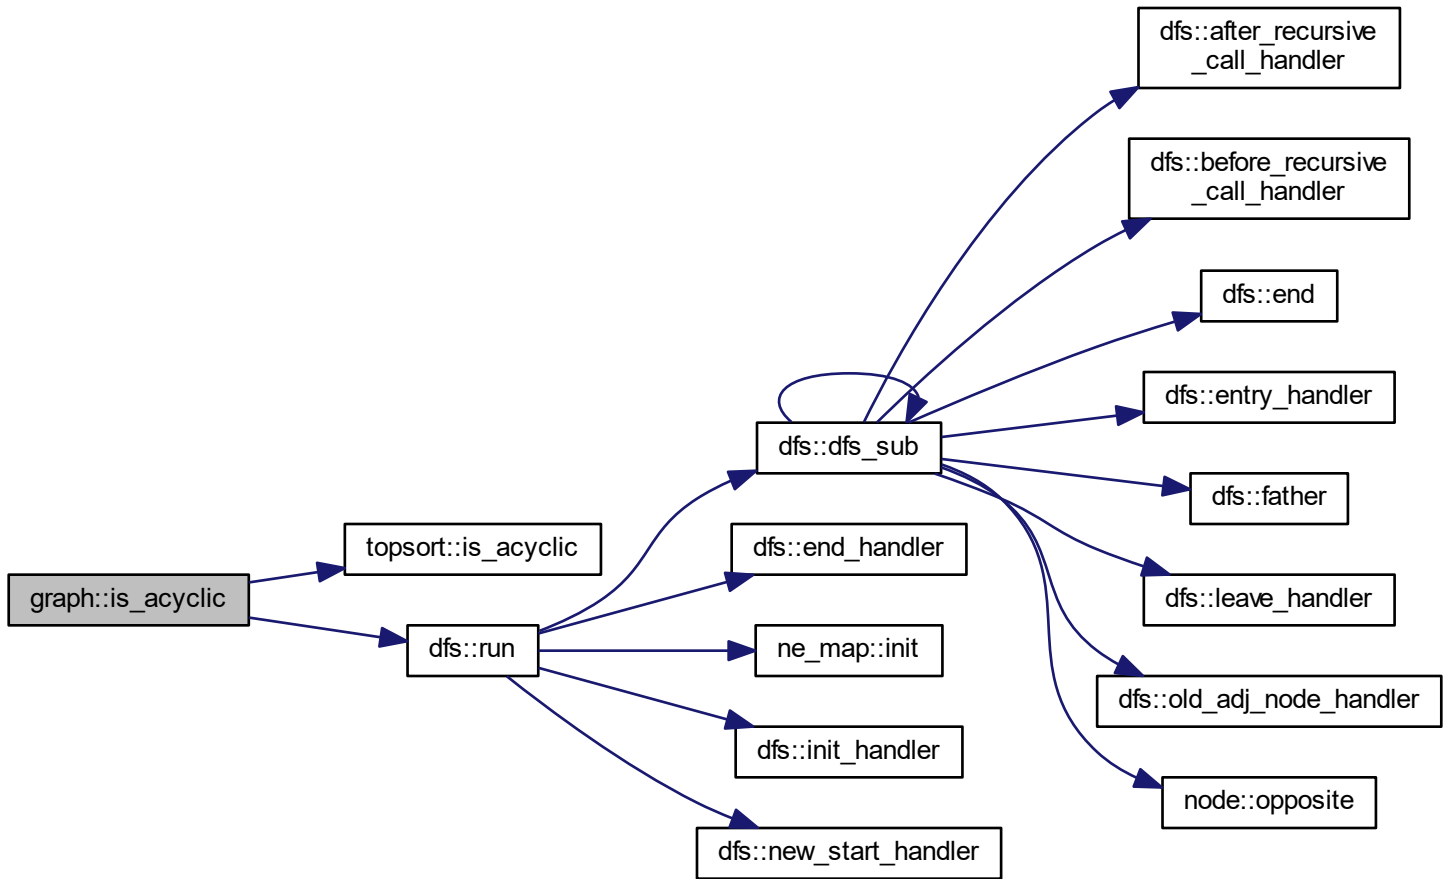 dfs::after_recursive
_call_handler
dfs::before_recursive
_call_handler
dfs::end
dfs::entry_handler
dfs::dfs_sub
dfs::father
topsort::is_acyclic
dfs::end_handler
graph::is_acyclic
dfs::leave_handler
dfs::run
ne_map::init
dfs::old_adj_node_handler
dfs::init_handler
node::opposite
dfs::new_start_handler